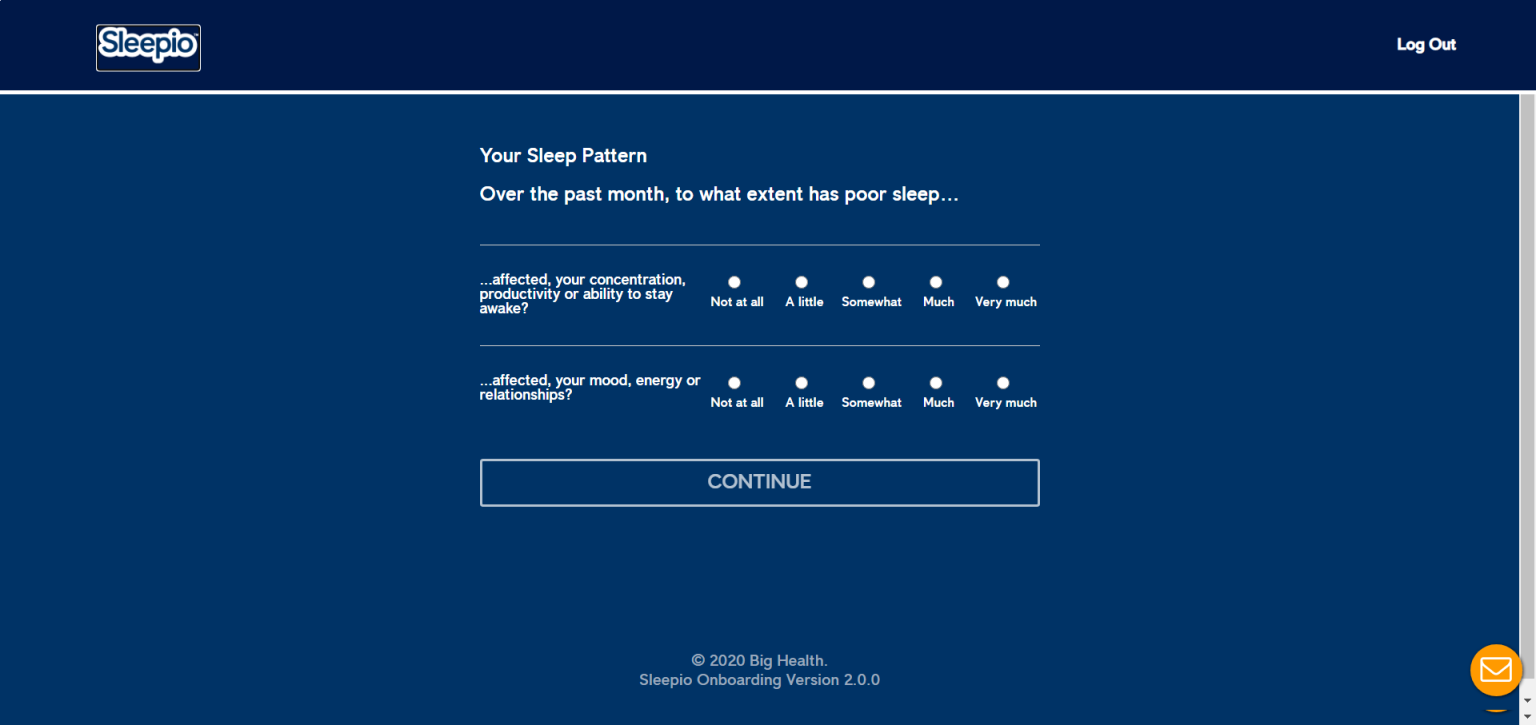 Sleepio™
Log Out
Your Sleep Pattern
Over the past month, to what extent has poor sleep...
...affected, your concentration,
productivity or ability to stay
awake?
Not at all A little Somewhat Much Very much
...affected, your mood, energy or
relationships?
Not at all A little Somewhat Much Very much
CONTINUE
© 2020 Big Health.
Sleepio Onboarding Version 2.0.0